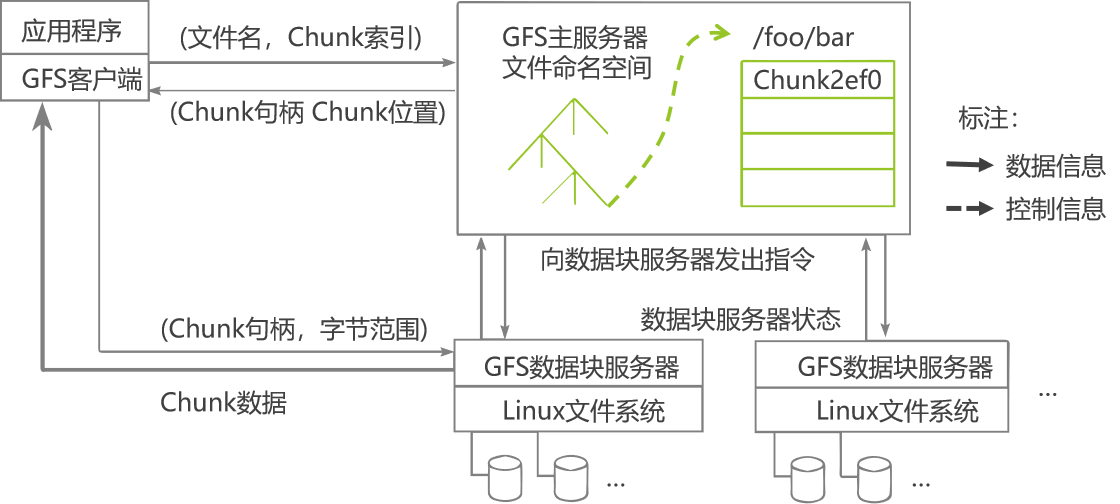 应用程序
GFS客户端
(文件名，Chunk索引)
(Chunk句柄 Chunk位置)
GFS主服务器
文件命名空间
/foo/bar
Chunk2ef0
标注：
数据信息
控制信息
向数据块服务器发出指令
数据块服务器状态
(Chunk句柄，字节范围)
Chunk数据
GFS数据块服务器
Linux文件系统
...
GFS数据块服务器
Linux文件系统
...
...